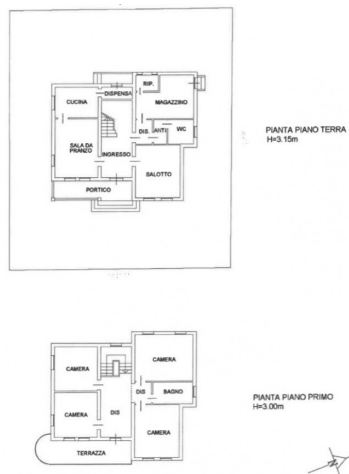 RIP.
DISPENSA
CUCINA
MAGAZZINO
DIS.
ANTI
WC
SALA DA
PRANZO
INGRESSO
SALOTTO
PORTICO
PIANTA PIANO TERRA
H=3.15m
CAMERA
CAMERA
DIS
BAGNO
CAMERA
DIS
CAMERA
TERRAZZA
PIANTA PIANO PRIMO
H=3.00m
N